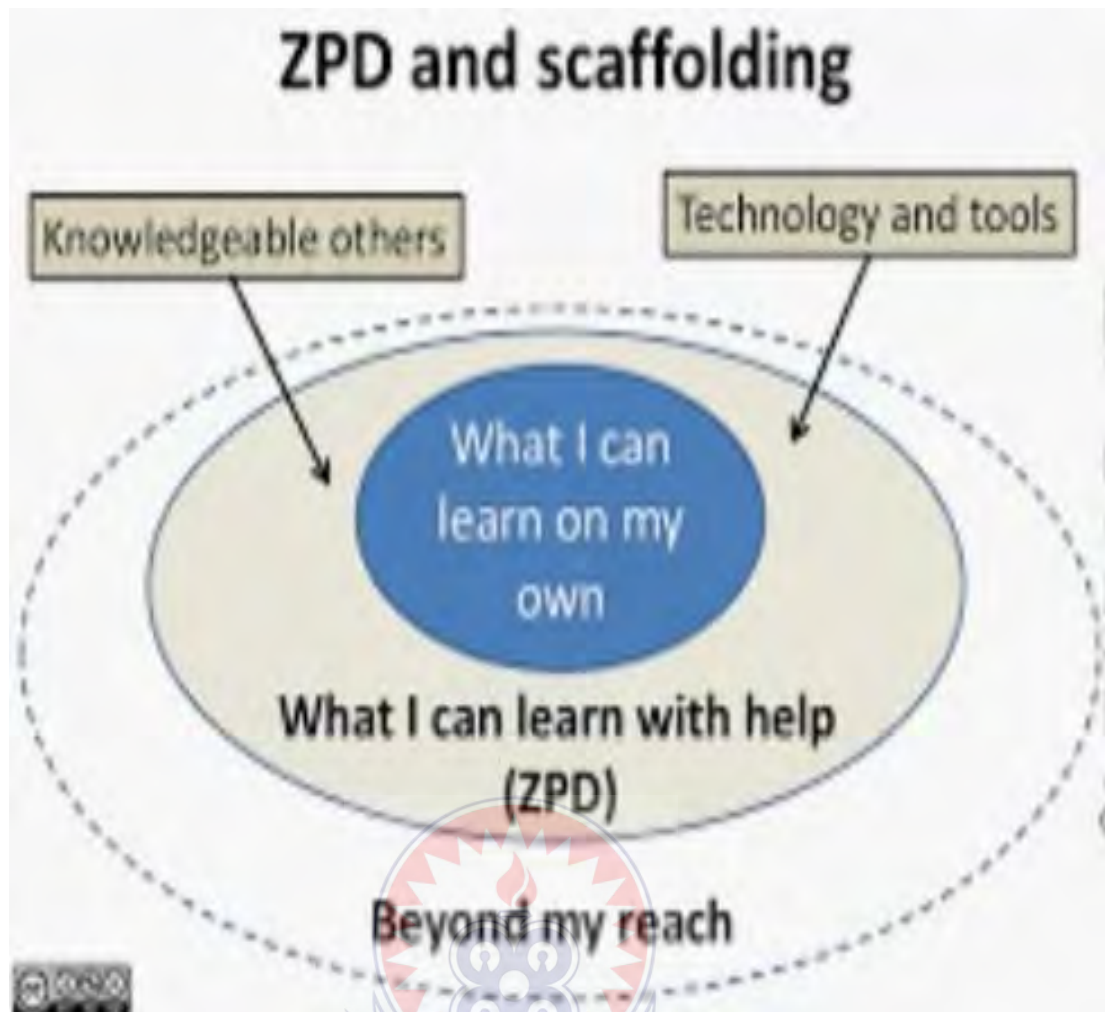 ZPD and scaffolding
Knowledgeable others
Technology and tools
What I can
learn on my
own
What I can learn with help
(ZPD)
Beyond my reach